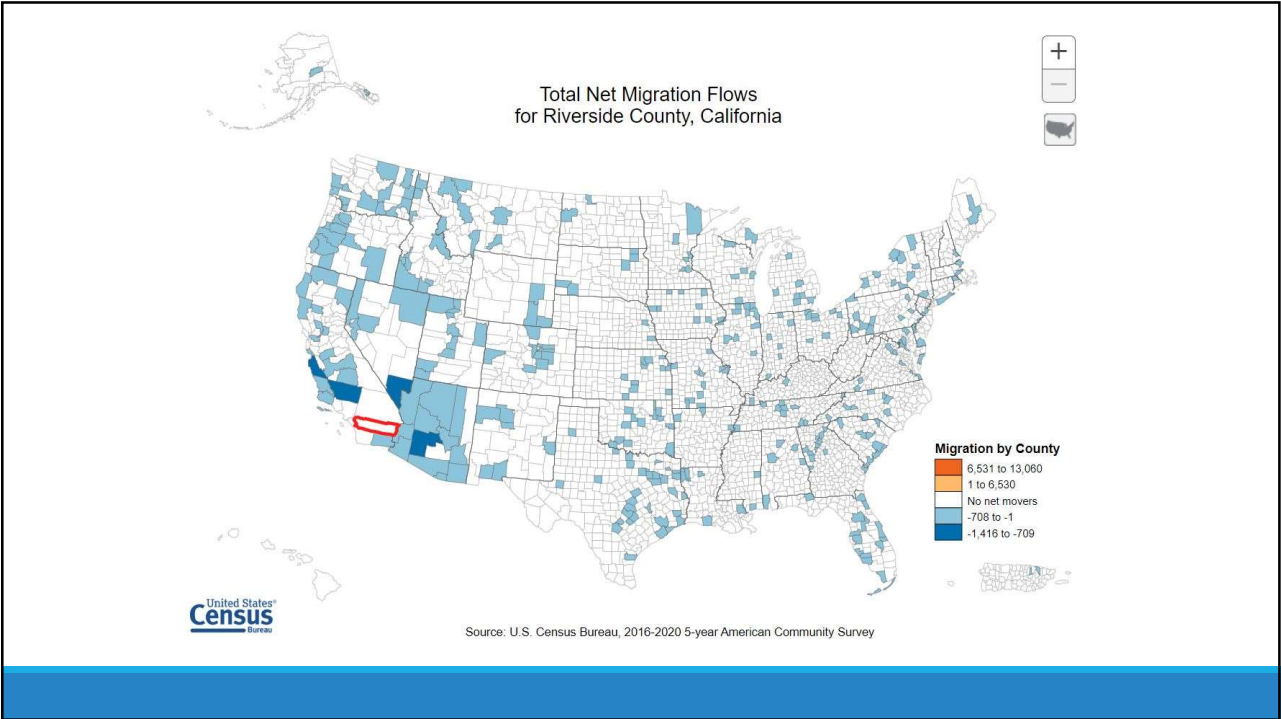 Total Net Migration Flows
for Riverside County, California
+
−
Migration by County
6,531 to 13,060
1 to 6,530
No net movers
-708 to -1
-1,416 to -709
United States®
Census
Bureau
Source: U.S. Census Bureau, 2016-2020 5-year American Community Survey